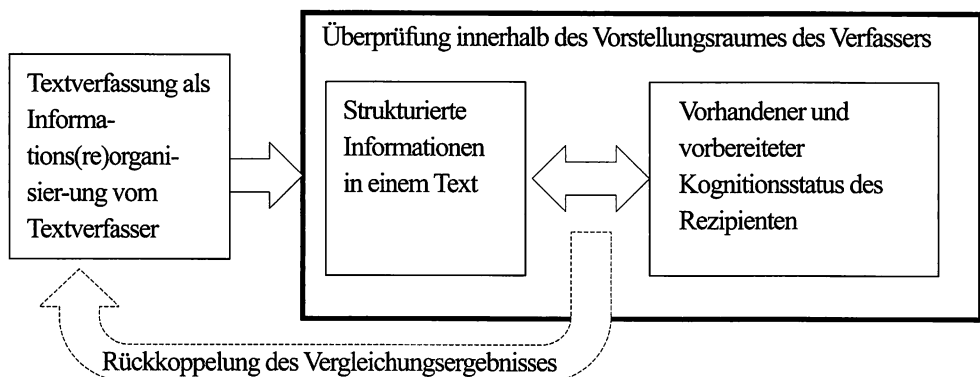 Überprüfung innerhalb des Vorstellungsraumes des Verfassers
Textverfassung als
Informa-
tions(re)organi-
sier-ung vom
Textverfasser
Strukturierte
Informationen
in einem Text
Vorhandener und
vorbereiteter
Kognitionsstatus des
Rezipienten
Rückkoppelung des Vergleichungsergebnisses